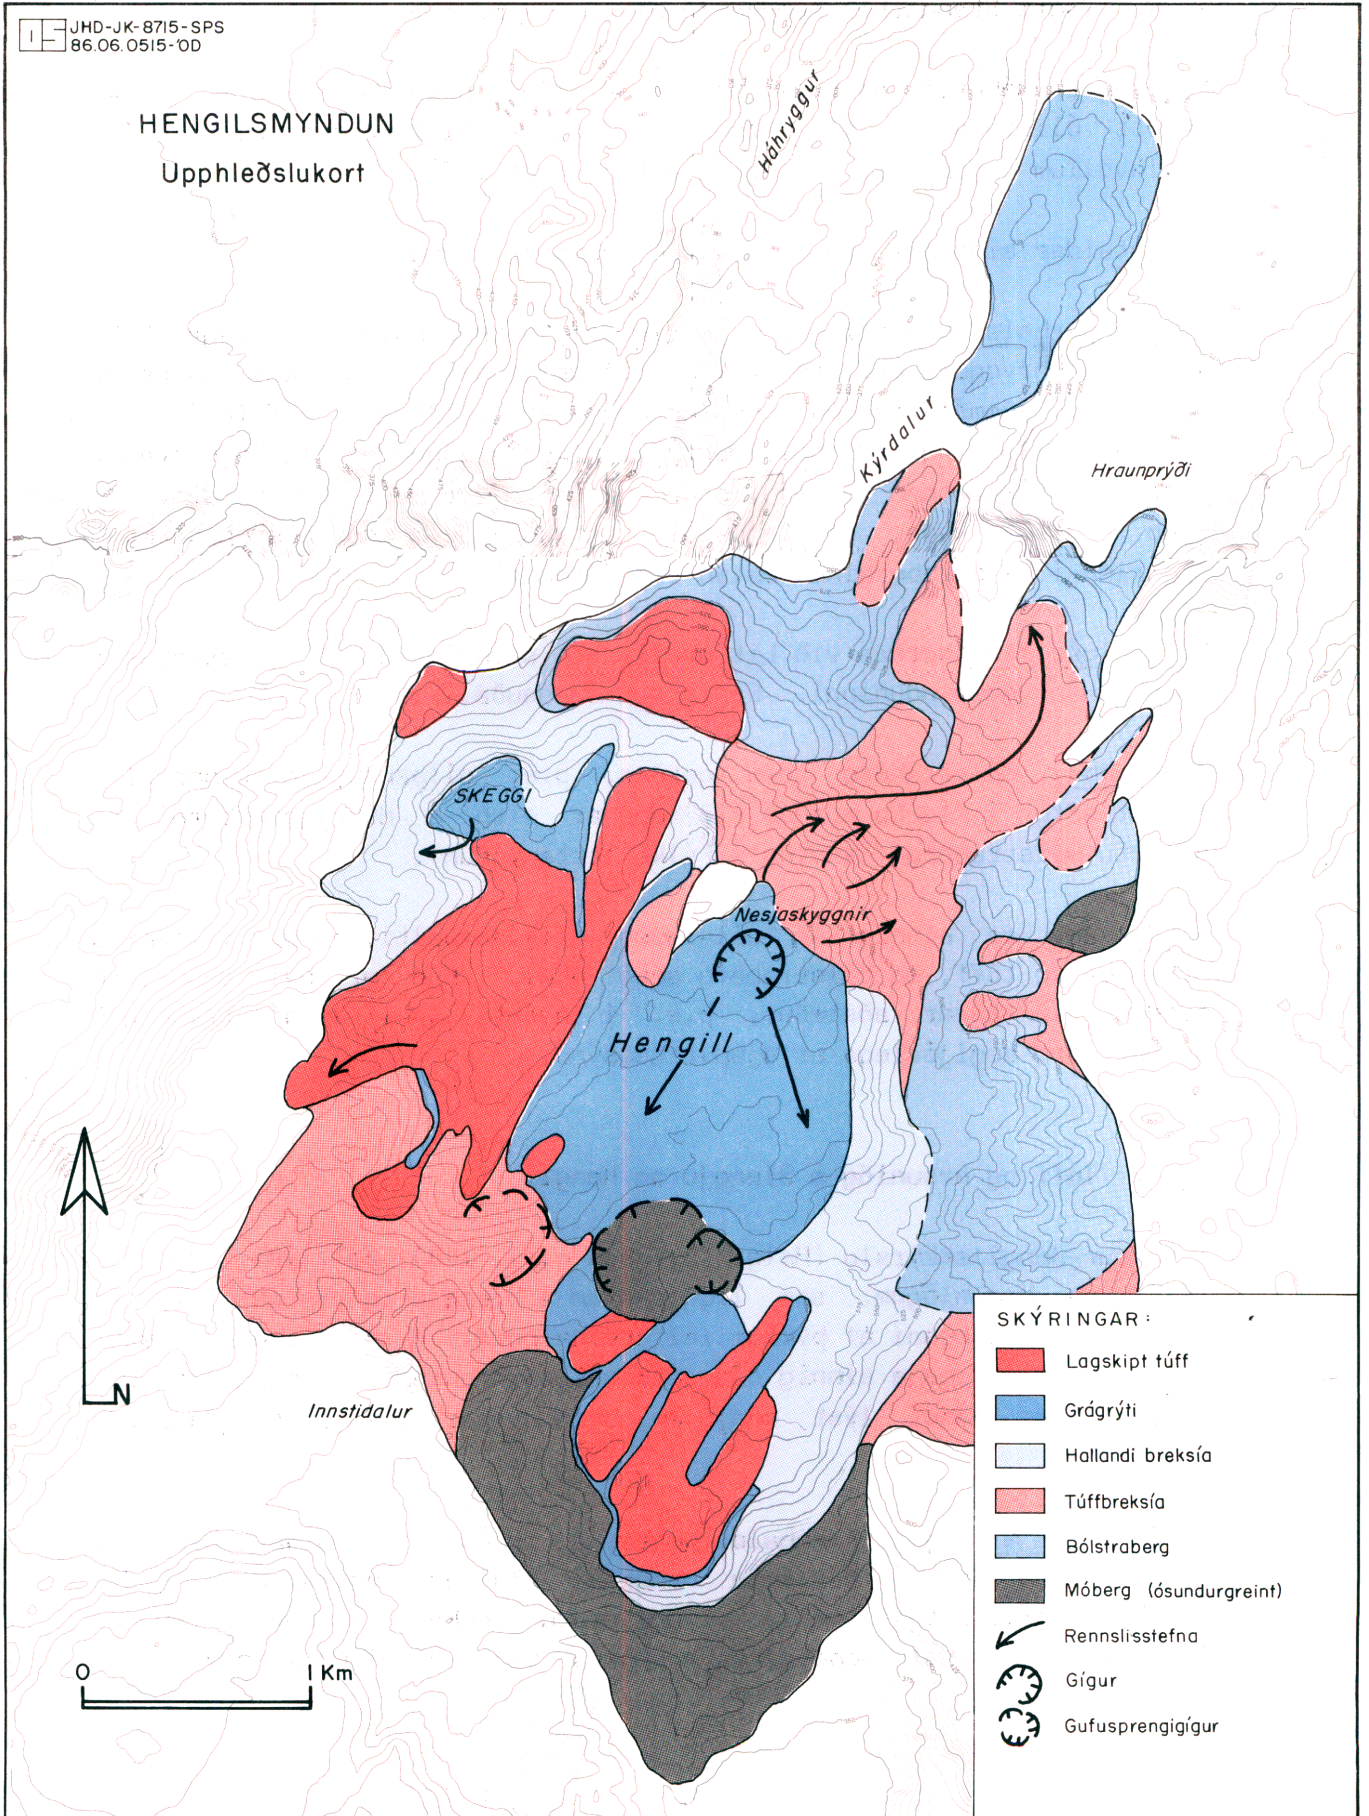 OS JHD-JK-8715-SPS
86.06.0515-'OD
HENGILSMYNDUN
Upphleðslukort
Háhryggur
Kýrdalur
Hraunprýði
SKEGGI
Nesjaskyggnir
Hengill
Innstidalur
N
0 1 Km
SKÝRINGAR:
Lagskipt túff
Grágrýti
Hallandi breksía
Túffbreksía
Bólstraberg
Móberg (ósundurgreint)
Rennslisstefna
Gígur
Gufusprengigígur